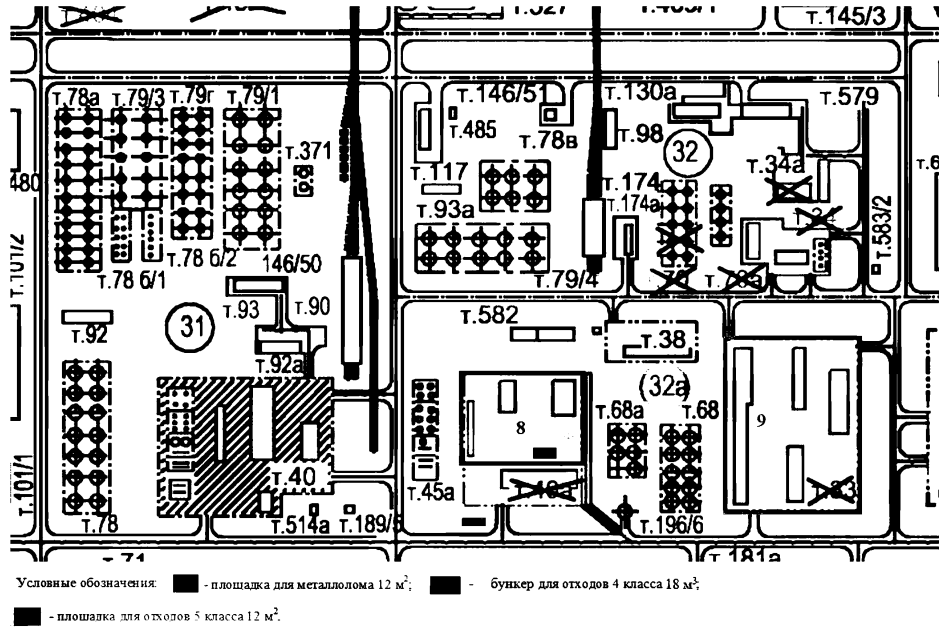 т.527
т.145/3
т.78а т.79/3 т.79г т.79/1
т.146/51 т.130а
т.579
т.485
т.78в
т.98
т.371
32
т.34а
т.117
т.174
480
т.93а
т.174а
т.583/2
т.101/2
т.78 б/1
т.78 б/2
146/50
т.79/4
т.93 т.90
31
т.92
т.582
т.38
т.92а
(32а)
т.68а т.68
8
9
т.40
т.45а
т.101/1
т.78
т.514а
т.189/5
т.196/6
т.71
т.181а
Условные обозначения: - площадка для металлолома 12 м²; - бункер для отходов 4 класса 18 м³;
- площадка для отходов 5 класса 12 м².